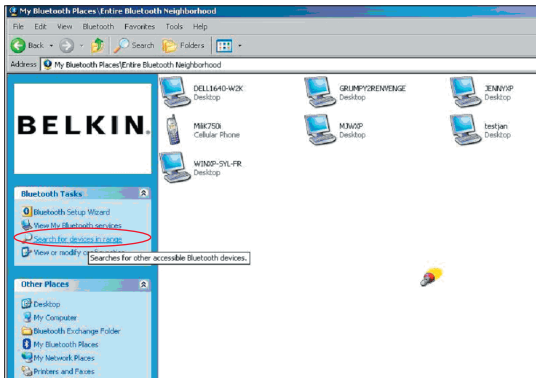 My Bluetooth Places\Entire Bluetooth Neighborhood
File Edit View Bluetooth Favorites Tools Help
Back Search Folders
Address My Bluetooth Places\Entire Bluetooth Neighborhood
DELL1640-W2K
Desktop
GRUMPY2RENVENGE
Desktop
JENNYXP
Desktop
BELKIN.
MiliK750i
Cellular Phone
MJWXP
Desktop
testjan
Desktop
WINXP-SYL-FR
Desktop
Bluetooth Tasks
Bluetooth Setup Wizard
View My Bluetooth services
Search for devices in range
View or modify
Searches for other accessible Bluetooth devices.
Other Places
Desktop
My Computer
Bluetooth Exchange Folder
My Bluetooth Places
My Network Places
Printers and Faxes